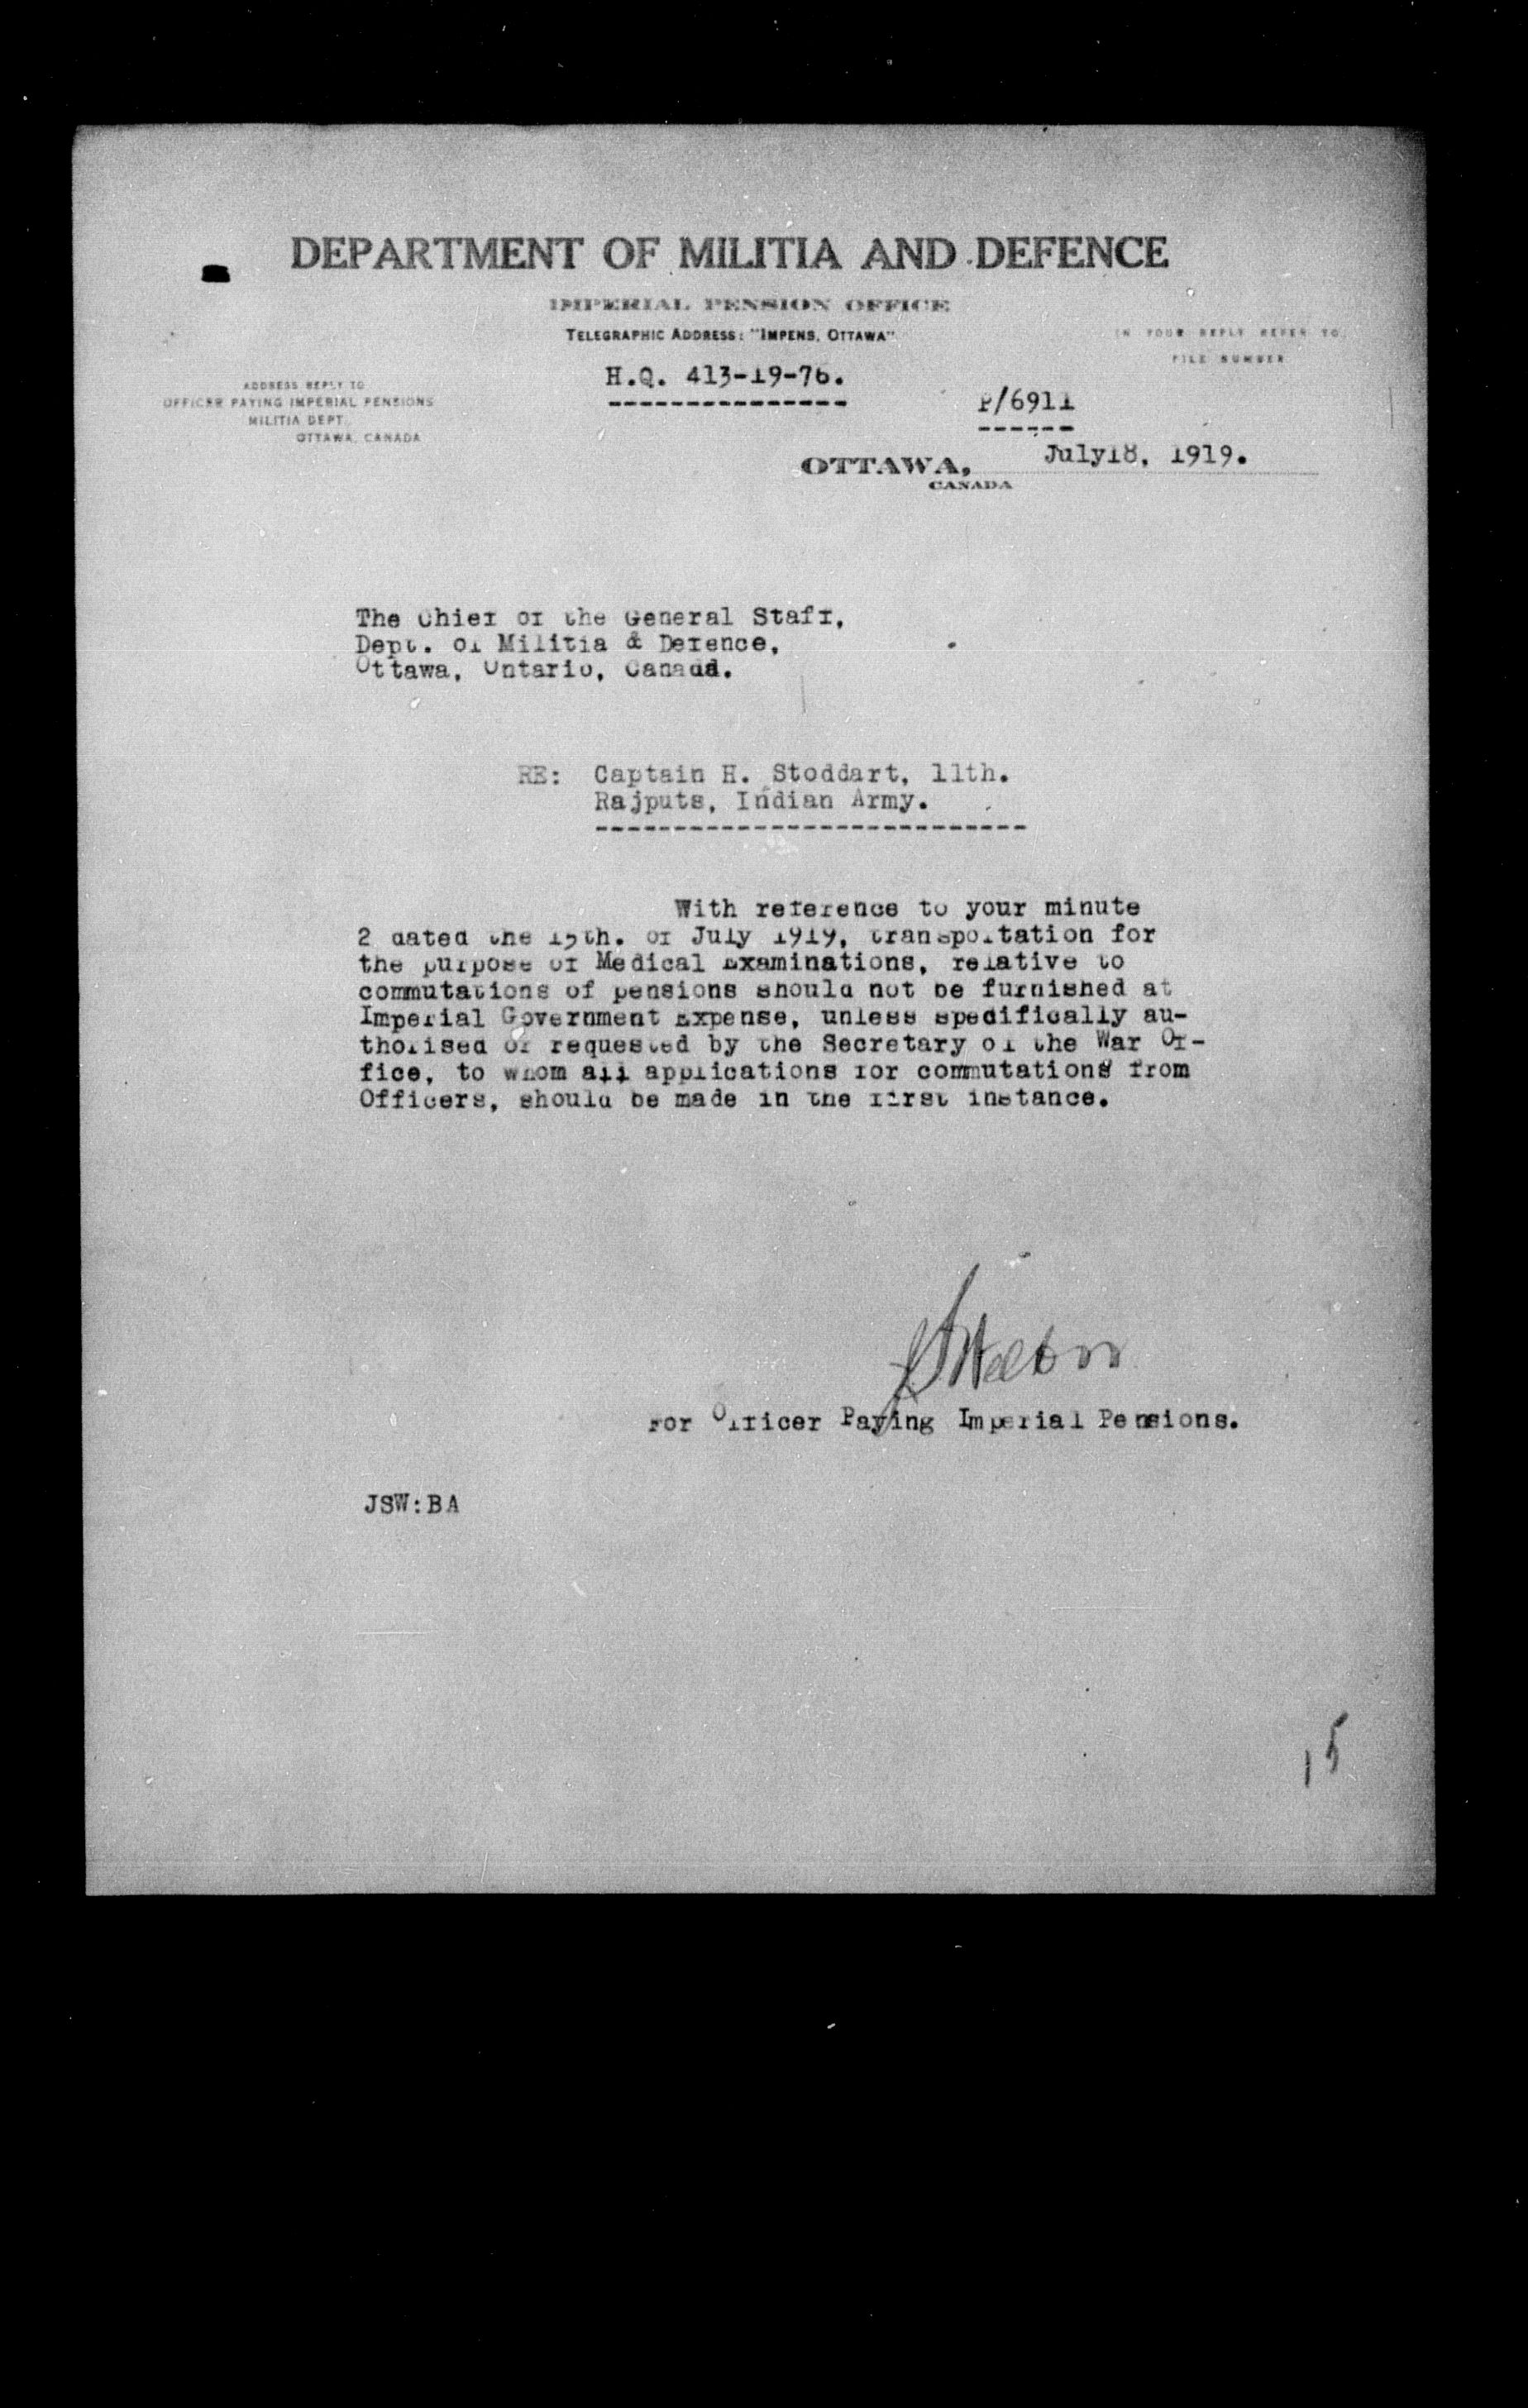 DEPARTMENT OF MILITIA AND DEFENCE
IMPERIAL PENSION OFFICE
TELEGRAPHIC ADDRESS: "IMPENS, OTTAWA"
IN YOUR REPLY REFER TO
FILE NUMBER
H.Q. 413-19-76.
ADDRESS REPLY TO
OFFICER PAYING IMPERIAL PENSIONS
MILITIA DEPT.
OTTAWA, CANADA
P/6911
OTTAWA, July18, 1919.
CANADA
The Chief of the General Staff,
Dept. of Militia & Defence,
Ottawa, Ontario, Canada.
RE: Captain H. Stoddart, 11th.
Rajputs, Indian Army.
With reference to your minute
2 dated the 15th. of July 1919, transportation for
the purpose of Medical Examinations, relative to
commutations of pensions should not be furnished at
Imperial Government Expense, unless specifically au-
thorised or requested by the Secretary of the War Of-
fice, to whom all applications for commutations from
Officers, should be made in the first instance.
For Officer Paying Imperial Pensions.
JSW:BA
15